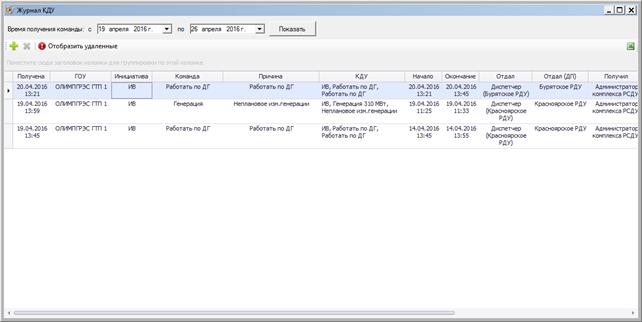 Журнал КДУ
Время получения команды: с 19 апреля 2016 г. по 26 апреля 2016 г. Показать
Отобразить удаленные
Поместите сюда заголовок колонки для группировки по этой колонке.
Получена ГОУ Инициатива Команда Причина КДУ Начало Окончание Отдал Отдал (ДП) Получил
20.04.2016 ОЛИМПГРЭС ГТП 1 ИВ Работать по ДГ Работать по ДГ ИВ, Работать по ДГ, 20.04.2016 20.04.2016 Диспетчер Бурятское РДУ Администратор
13:21 Работать по ДГ 13:21 13:45 (Бурятское РДУ) комплекса РСДУ
19.04.2016 ОЛИМПГРЭС ГТП 1 ИВ Генерация Неплановое изм.генерации ИВ, Генерация 310 МВт, 19.04.2016 19.04.2016 Диспетчер Красноярское РДУ Администратор
13:59 Неплановое изм.генерации 11:25 11:33 (Красноярское комплекса РСДУ
РДУ)
19.04.2016 ОЛИМПГРЭС ГТП 1 ИВ Работать по ДГ Работать по ДГ ИВ, Работать по ДГ, 14.04.2016 14.04.2016 Диспетчер Красноярское РДУ Администратор
13:45 Работать по ДГ 13:45 13:55 (Красноярское комплекса РСДУ
РДУ)